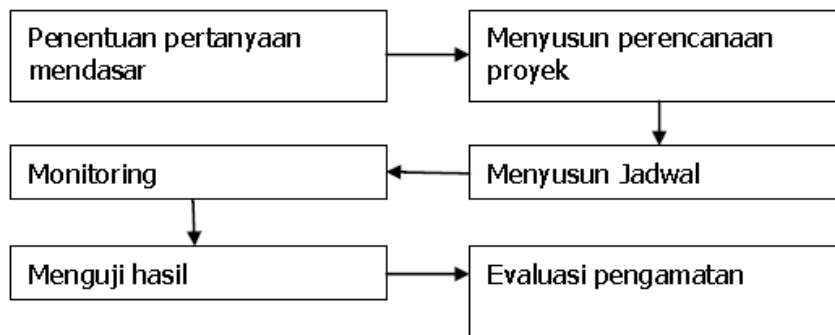 Penentuan pertanyaan
mendasar
Menyusun perencanaan
proyek
Menyusun Jadwal
Monitoring
Menguji hasil
Evaluasi pengamatan